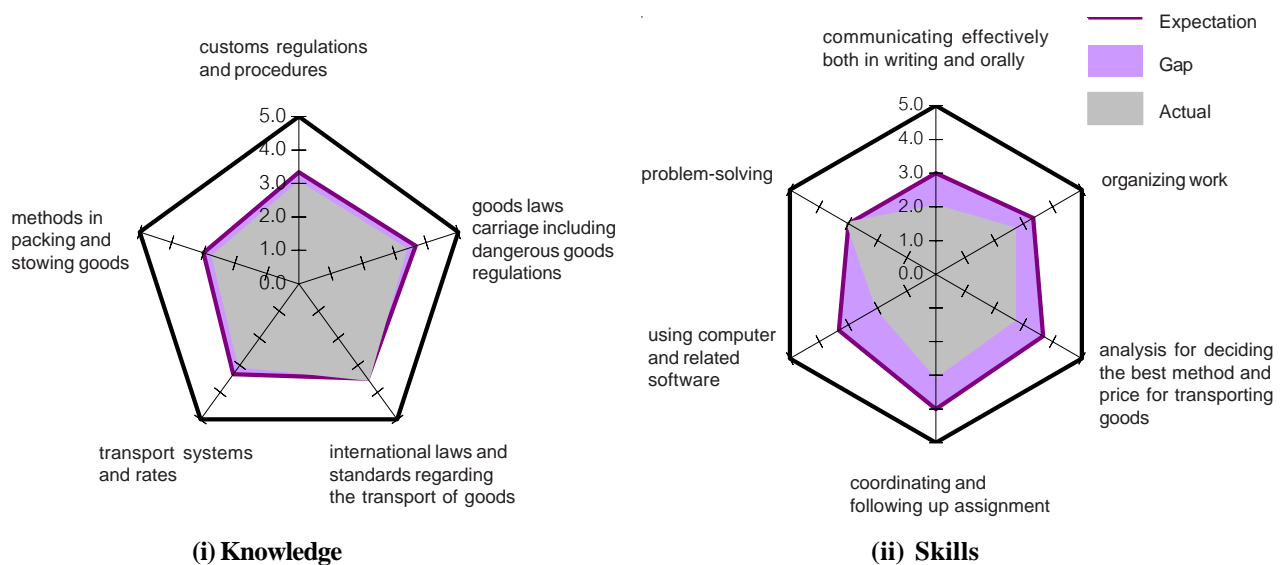 customs regulations
and procedures
5.0
4.0
3.0
2.0
1.0
0.0
methods in
packing and
stowing goods
goods laws
carriage including
dangerous goods
regulations
transport systems
and rates
international laws and
standards regarding
the transport of goods
(i) Knowledge
communicating effectively
both in writing and orally
Expectation
Gap
Actual
5.0
4.0
3.0
2.0
1.0
0.0
problem-solving
organizing work
using computer
and related
software
analysis for deciding
the best method and
price for transporting
goods
coordinating and
following up assignment
(ii) Skills